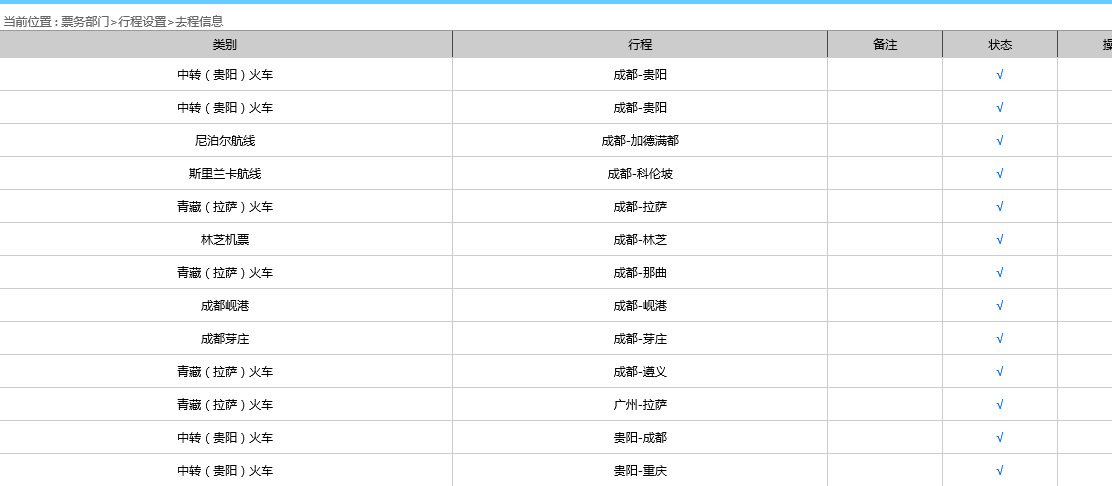 当前位置：票务部门>行程设置>去程信息
类别 行程 备注 状态 操
中转（贵阳）火车 成都-贵阳 √
中转（贵阳）火车 成都-贵阳 √
尼泊尔航线 成都-加德满都 √
斯里兰卡航线 成都-科伦坡 √
青藏（拉萨）火车 成都-拉萨 √
林芝机票 成都-林芝 √
青藏（拉萨）火车 成都-那曲 √
成都岘港 成都-岘港 √
成都芽庄 成都-芽庄 √
青藏（拉萨）火车 成都-遵义 √
青藏（拉萨）火车 广州-拉萨 √
中转（贵阳）火车 贵阳-成都 √
中转（贵阳）火车 贵阳-重庆 √